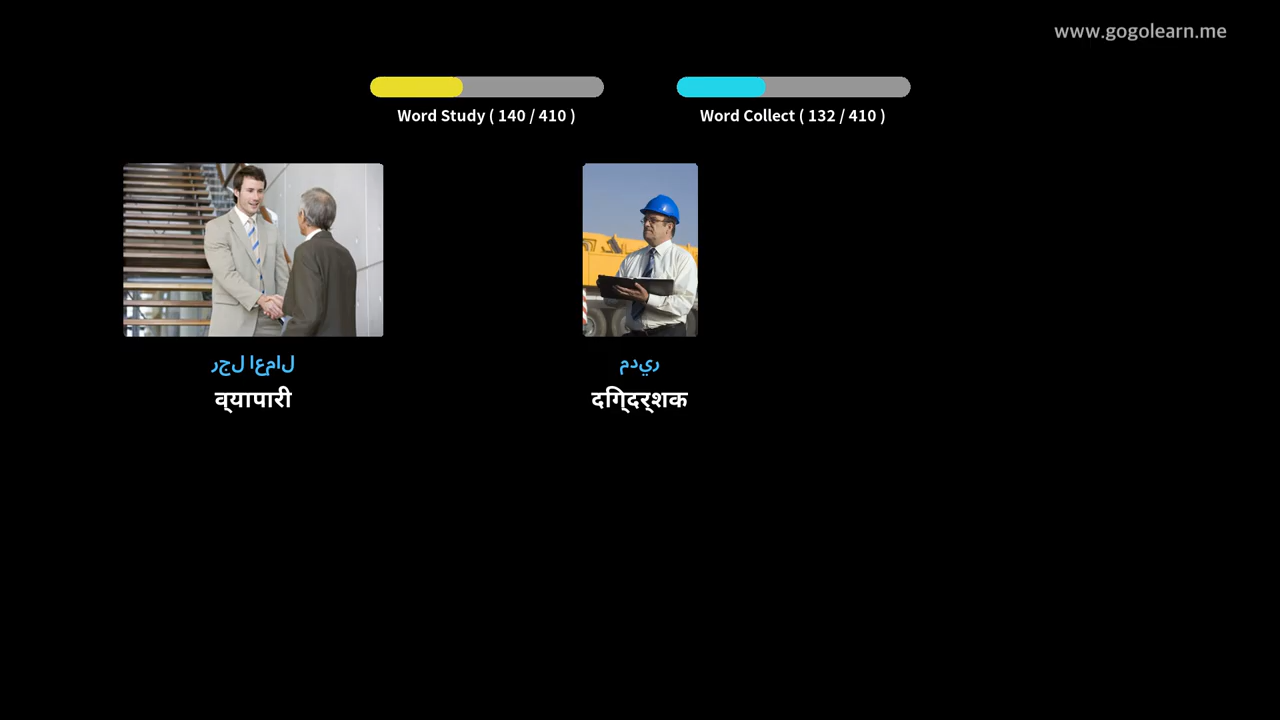 www.gogolearn.me
Word Study ( 140 / 410 )
Word Collect ( 132 / 410 )
رجل اعمال
व्यापारी
مدير
दिग्दर्शक